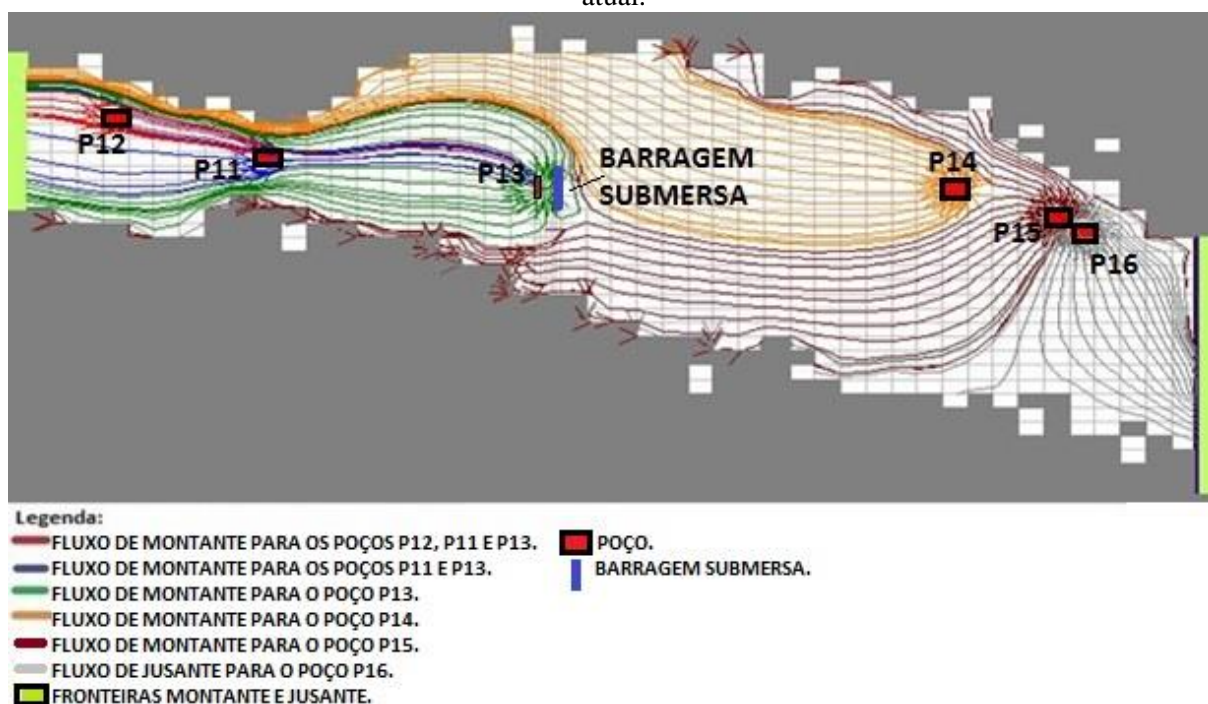 atual.
P12
P11
P13
BARRAGEM
SUBMERSA
P14
P15
P16
Legenda:
FLUXO DE MONTANTE PARA OS POÇOS P12, P11 E P13.
POÇO.
FLUXO DE MONTANTE PARA OS POÇOS P11 E P13.
BARRAGEM SUBMERSA.
FLUXO DE MONTANTE PARA O POÇO P13.
FLUXO DE MONTANTE PARA O POÇO P14.
FLUXO DE MONTANTE PARA O POÇO P15.
FLUXO DE JUSANTE PARA O POÇO P16.
FRONTEIRAS MONTANTE E JUSANTE.